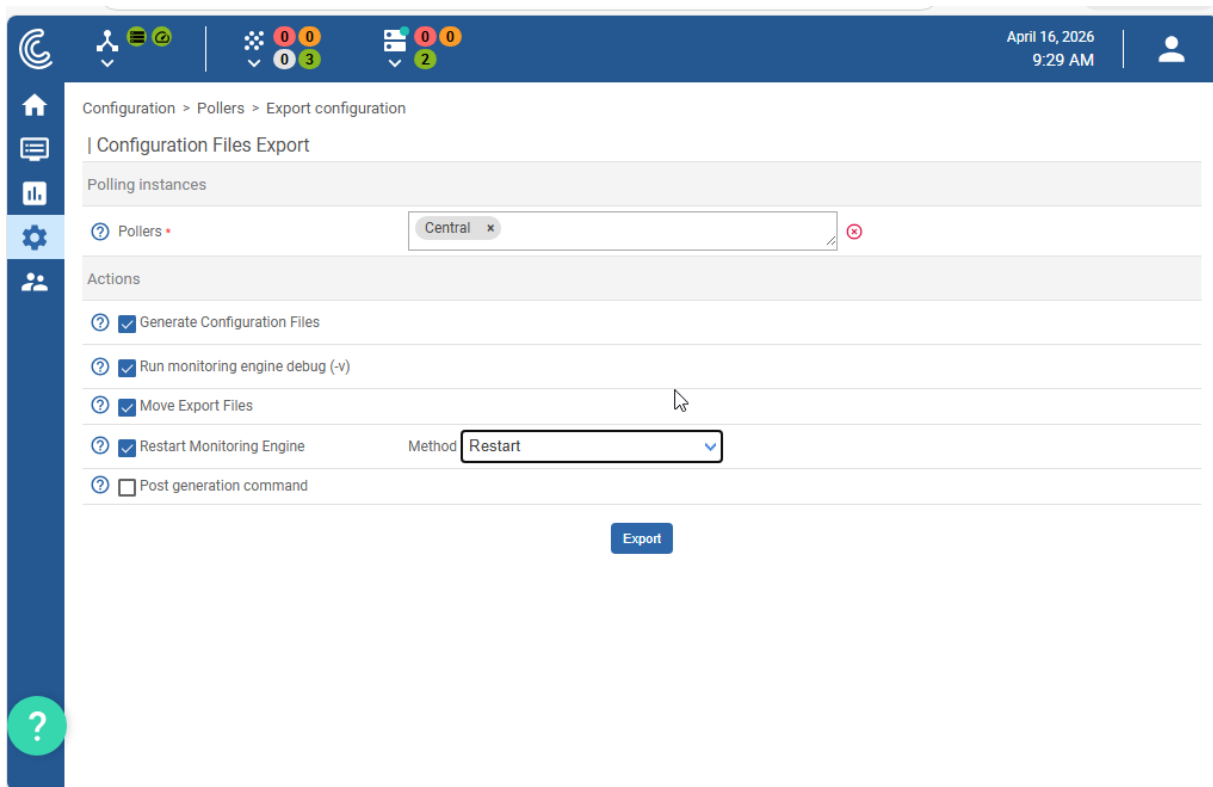 0 0
0 3
0 0
2
April 16, 2026
9:29 AM
Configuration > Pollers > Export configuration
| Configuration Files Export
Polling instances
? Pollers * Central ×
Actions
? Generate Configuration Files
? Run monitoring engine debug (-v)
? Move Export Files
? Restart Monitoring Engine Method Restart
? Post generation command
Export
?